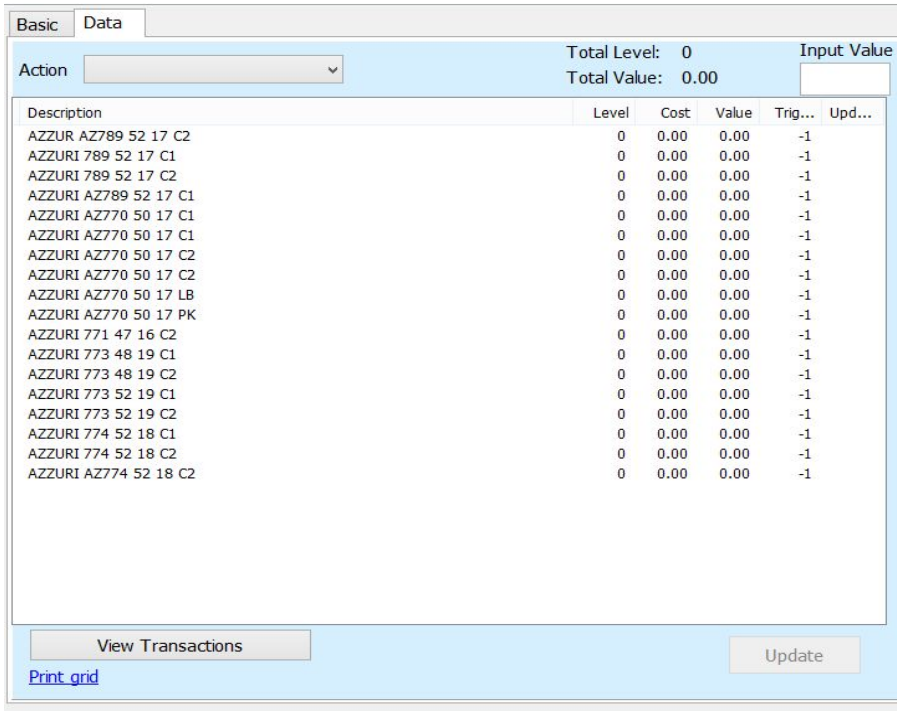 Basic Data
Action Total Level: 0 Input Value
Total Value: 0.00
Description Level Cost Value Trig... Upd...
AZZUR AZ789 52 17 C2 0 0.00 0.00 -1
AZZURI 789 52 17 C1 0 0.00 0.00 -1
AZZURI 789 52 17 C2 0 0.00 0.00 -1
AZZURI AZ789 52 17 C1 0 0.00 0.00 -1
AZZURI AZ770 50 17 C1 0 0.00 0.00 -1
AZZURI AZ770 50 17 C1 0 0.00 0.00 -1
AZZURI AZ770 50 17 C2 0 0.00 0.00 -1
AZZURI AZ770 50 17 C2 0 0.00 0.00 -1
AZZURI AZ770 50 17 LB 0 0.00 0.00 -1
AZZURI AZ770 50 17 PK 0 0.00 0.00 -1
AZZURI 771 47 16 C2 0 0.00 0.00 -1
AZZURI 773 48 19 C1 0 0.00 0.00 -1
AZZURI 773 48 19 C2 0 0.00 0.00 -1
AZZURI 773 52 19 C1 0 0.00 0.00 -1
AZZURI 773 52 19 C2 0 0.00 0.00 -1
AZZURI 774 52 18 C1 0 0.00 0.00 -1
AZZURI 774 52 18 C2 0 0.00 0.00 -1
AZZURI AZ774 52 18 C2 0 0.00 0.00 -1
View Transactions Update
Print grid